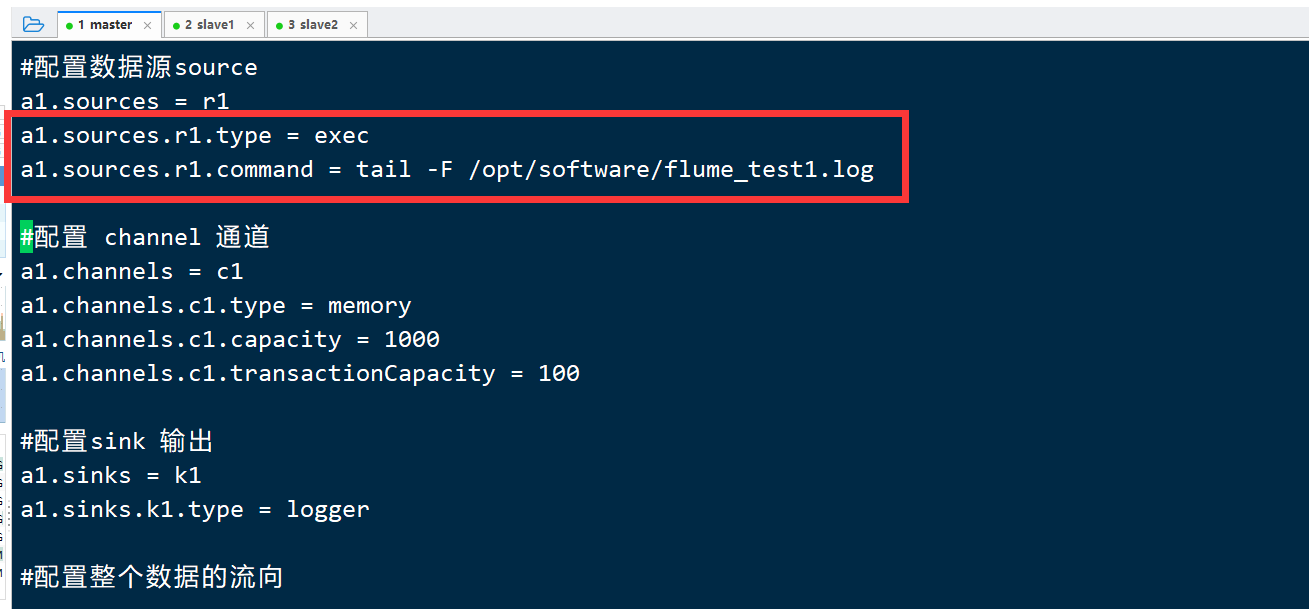 1 master × 2 slave1 × 3 slave2 ×
#配置数据源source
a1.sources = r1
a1.sources.r1.type = exec
a1.sources.r1.command = tail -F /opt/software/flume_test1.log
#配置 channel 通道
a1.channels = c1
a1.channels.c1.type = memory
a1.channels.c1.capacity = 1000
a1.channels.c1.transactionCapacity = 100
#配置sink 输出
a1.sinks = k1
a1.sinks.k1.type = logger
#配置整个数据的流向